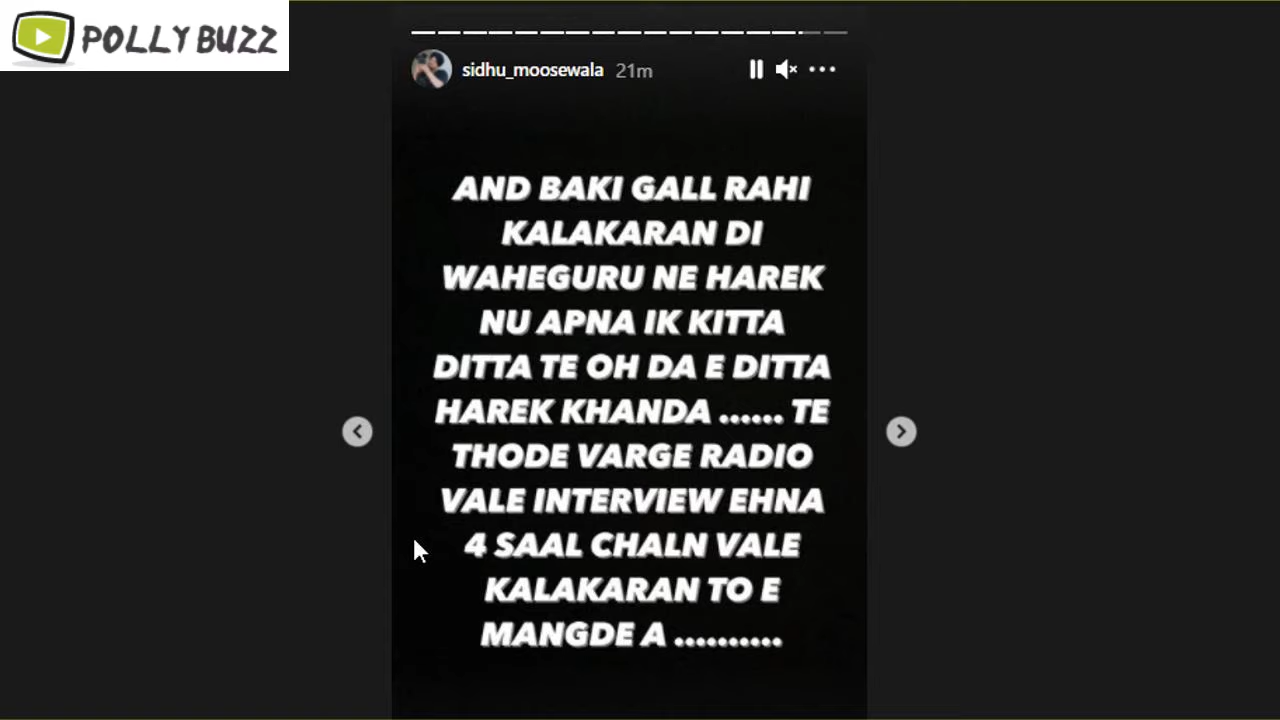 POLLY BUZZ
sidhu_moosewala 21m
AND BAKI GALL RAHI
KALAKARAN DI
WAHEGURU NE HAREK
NU APNA IK KITTA
DITTA TE OH DA E DITTA
HAREK KHANDA ...... TE
THODE VARGE RADIO
VALE INTERVIEW EHNA
4 SAAL CHALN VALE
KALAKARAN TO E
MANGDE A ..........